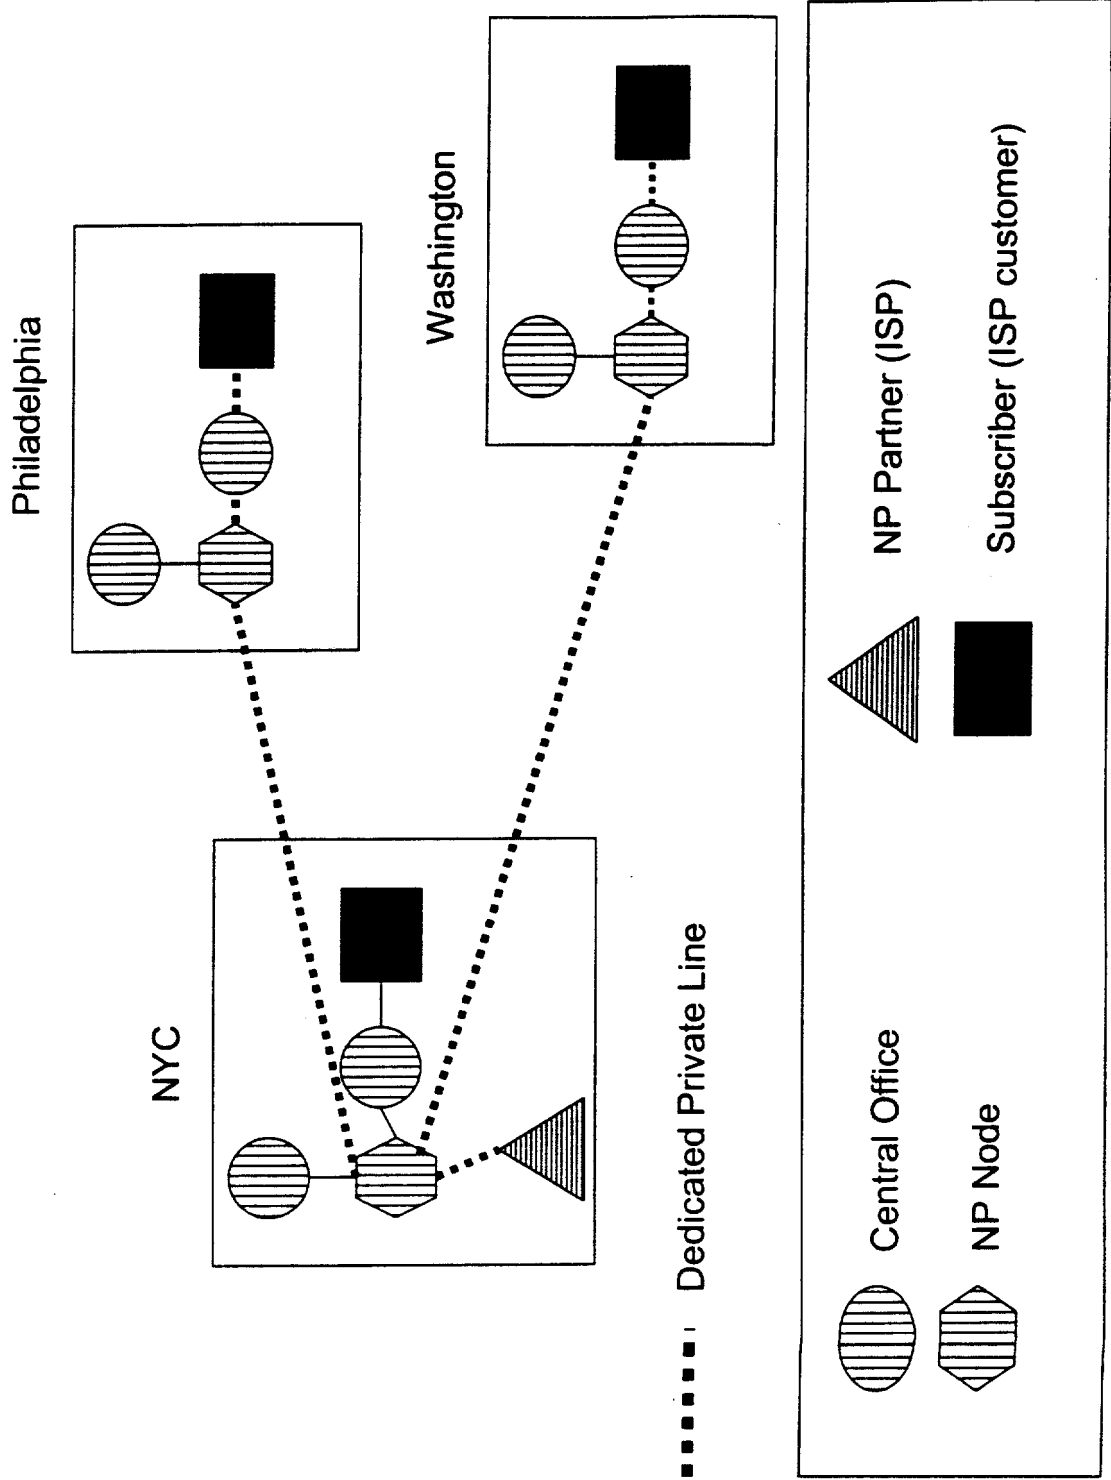 Philadelphia
NYC
Washington
Dedicated Private Line
Central Office
NP Partner (ISP)
NP Node
Subscriber (ISP customer)